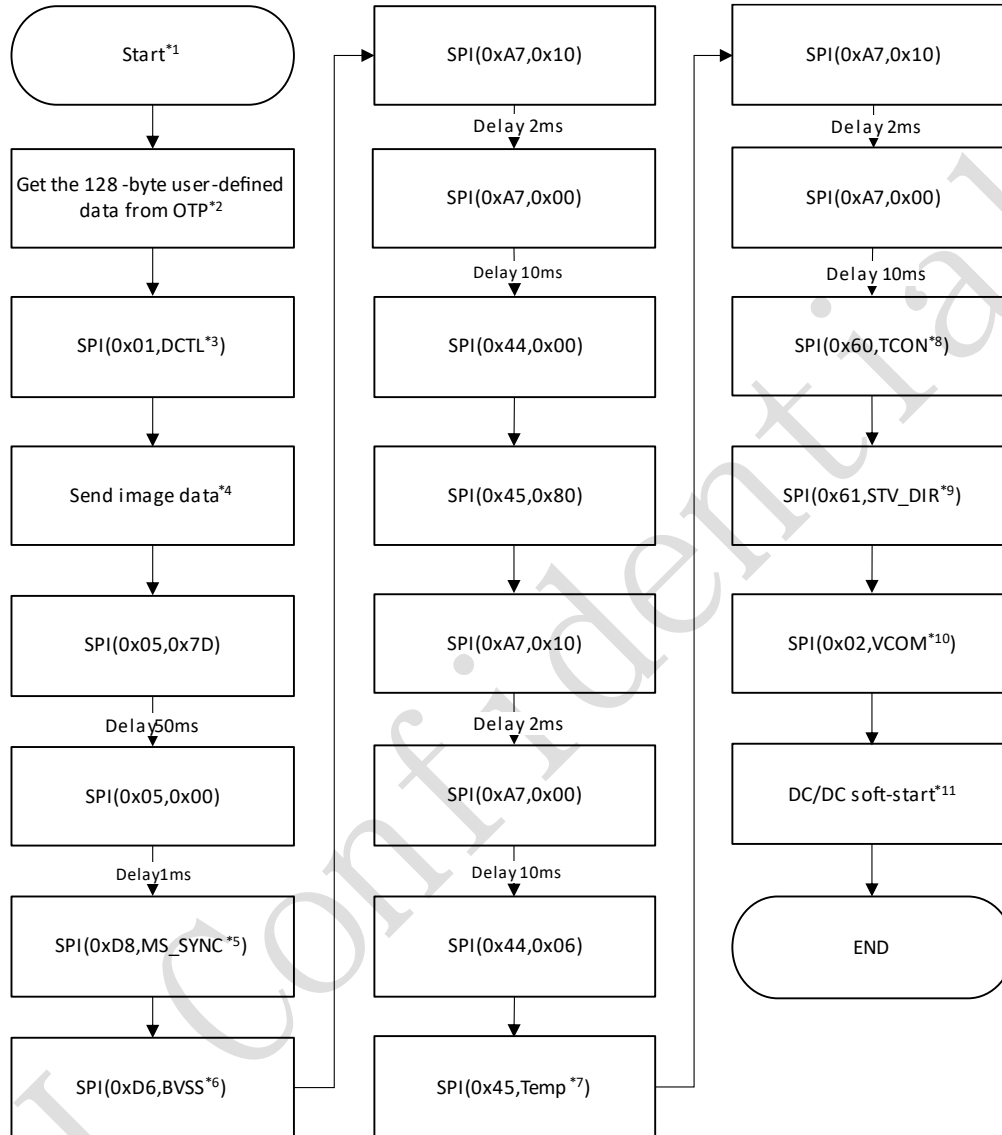 Start*1
Get the 128 -byte user-defined
data from OTP*2
SPI(0x01,DCTL*3)
Send image data*4
SPI(0x05,0x7D)
Delay50ms
SPI(0x05,0x00)
Delay1ms
SPI(0xD8,MS_SYNC*5)
SPI(0xD6,BVSS*6)
SPI(0xA7,0x10)
Delay 2ms
SPI(0xA7,0x00)
Delay 10ms
SPI(0x44,0x00)
SPI(0x45,0x80)
SPI(0xA7,0x10)
Delay 2ms
SPI(0xA7,0x00)
Delay 10ms
SPI(0x44,0x06)
SPI(0x45,Temp*7)
SPI(0xA7,0x10)
Delay 2ms
SPI(0xA7,0x00)
Delay 10ms
SPI(0x60,TCON*8)
SPI(0x61,STV_DIR*9)
SPI(0x02,VCOM*10)
DC/DC soft-start*11
END
Confidential